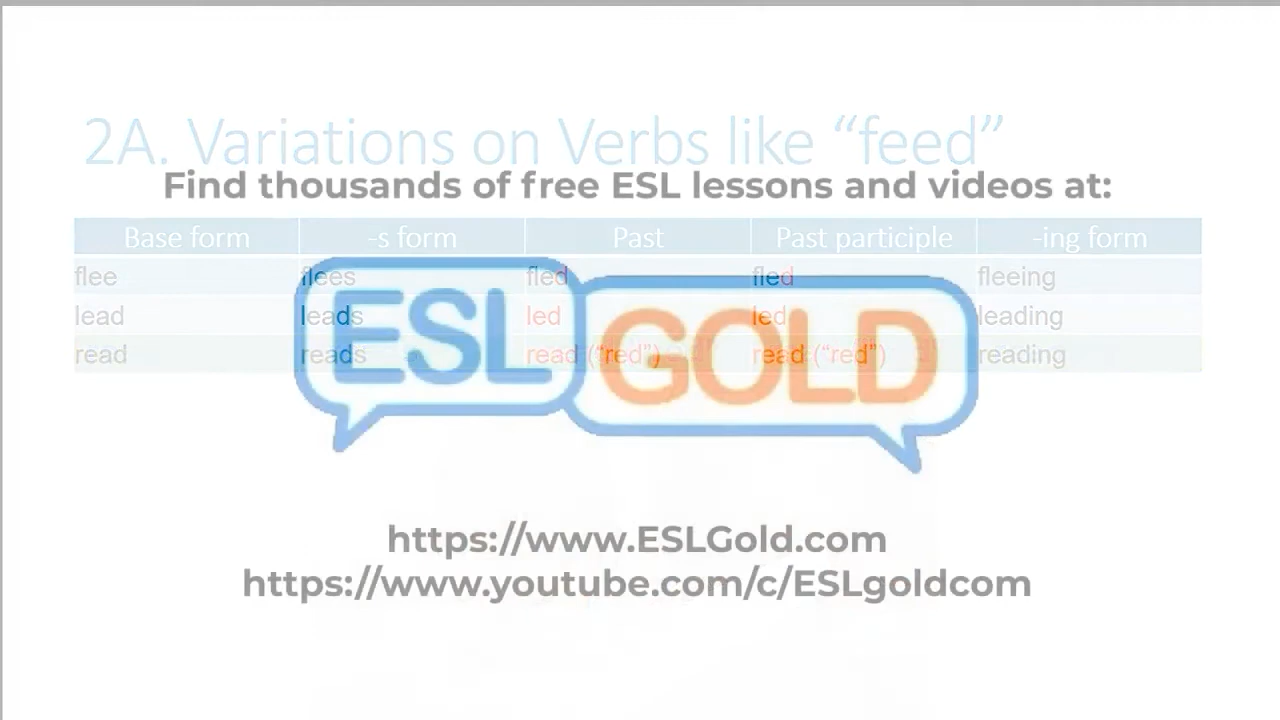 2A. Variations on Verbs like “feed”
Find thousands of free ESL lessons and videos at:
Base form -s form Past Past participle -ing form
flee flees fled fled fleeing
lead leads led led leading
read reads read (“red”) read (“red”) reading
ESL GOLD
https://www.ESLGold.com
https://www.youtube.com/c/ESLgoldcom